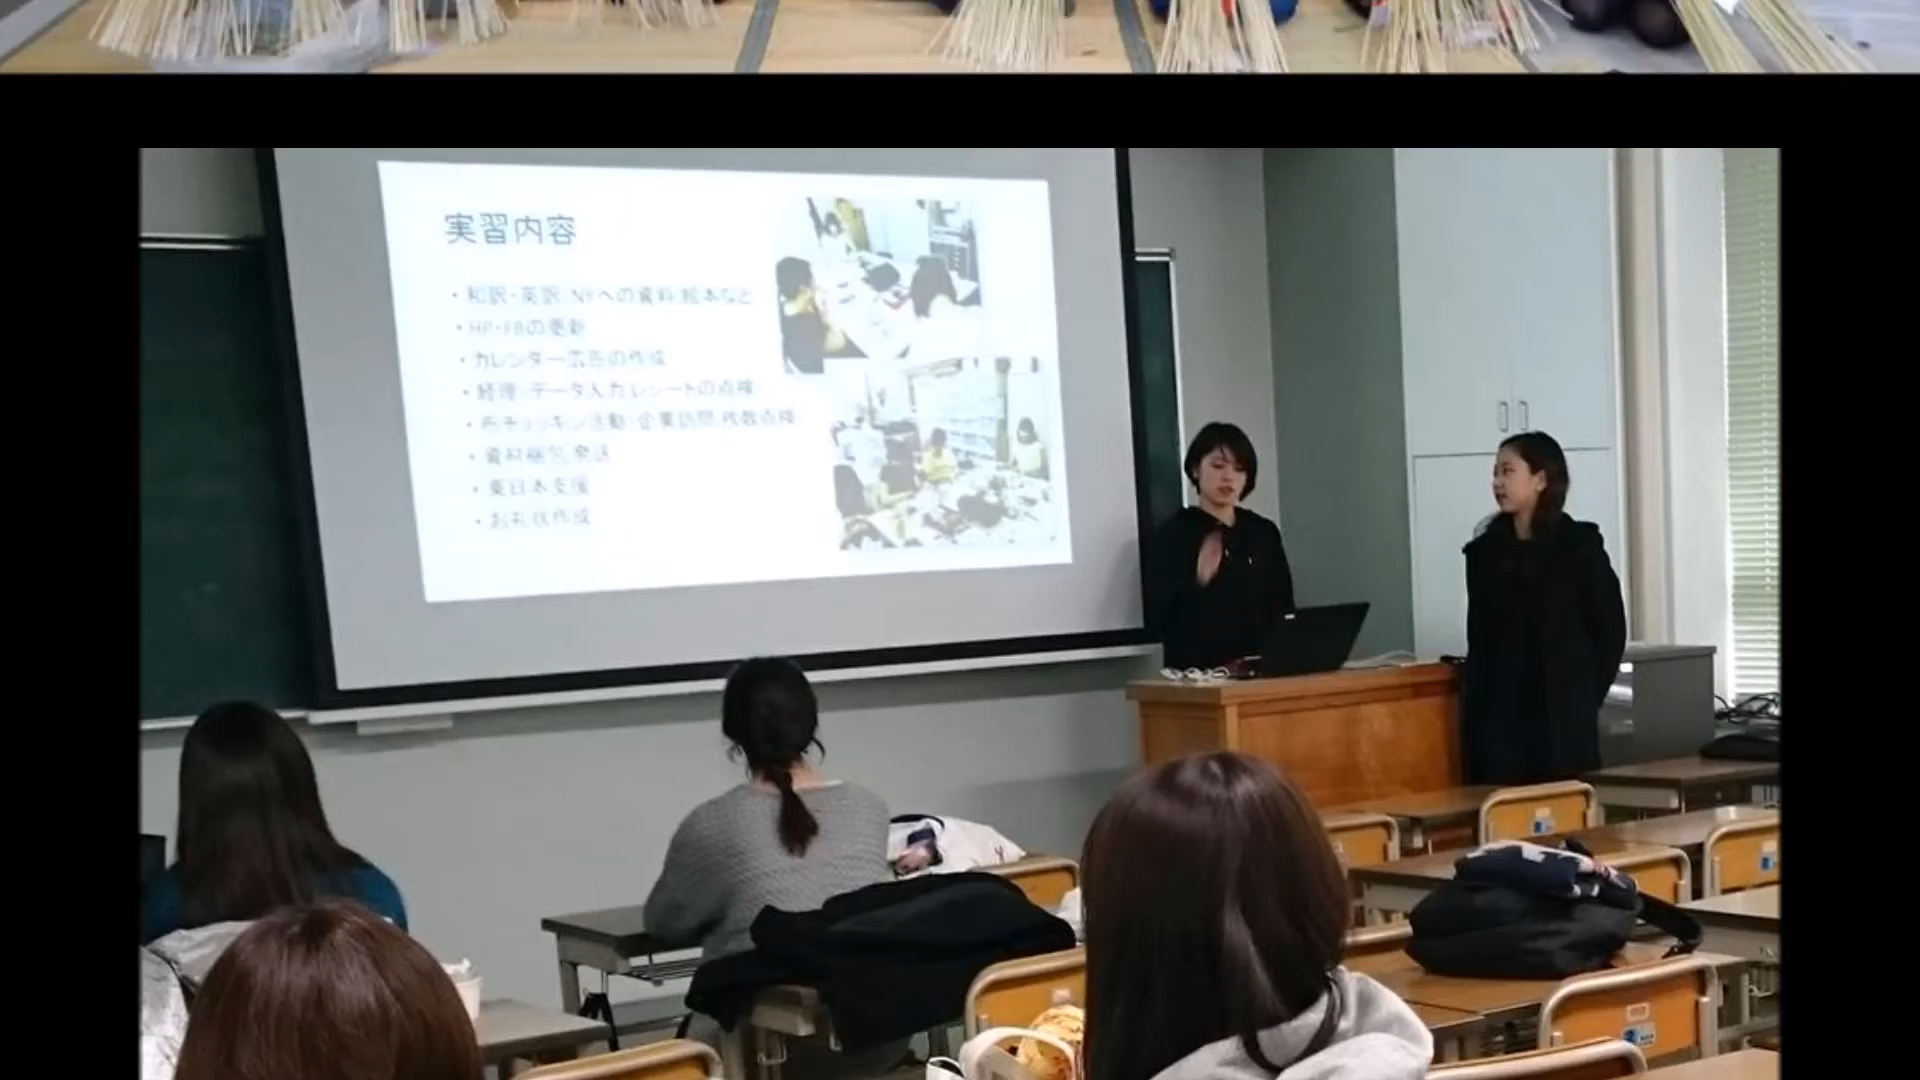 実習内容
・和訳・英訳:NYへの資料,絵本など
・HP・FBの更新
・カレンダー広告の作成
・経理:データ入力,レシートの点検
・布チョッキン活動:企業訪問,枚数点検
・資料梱包,発送
・東日本支援
・お礼状作成